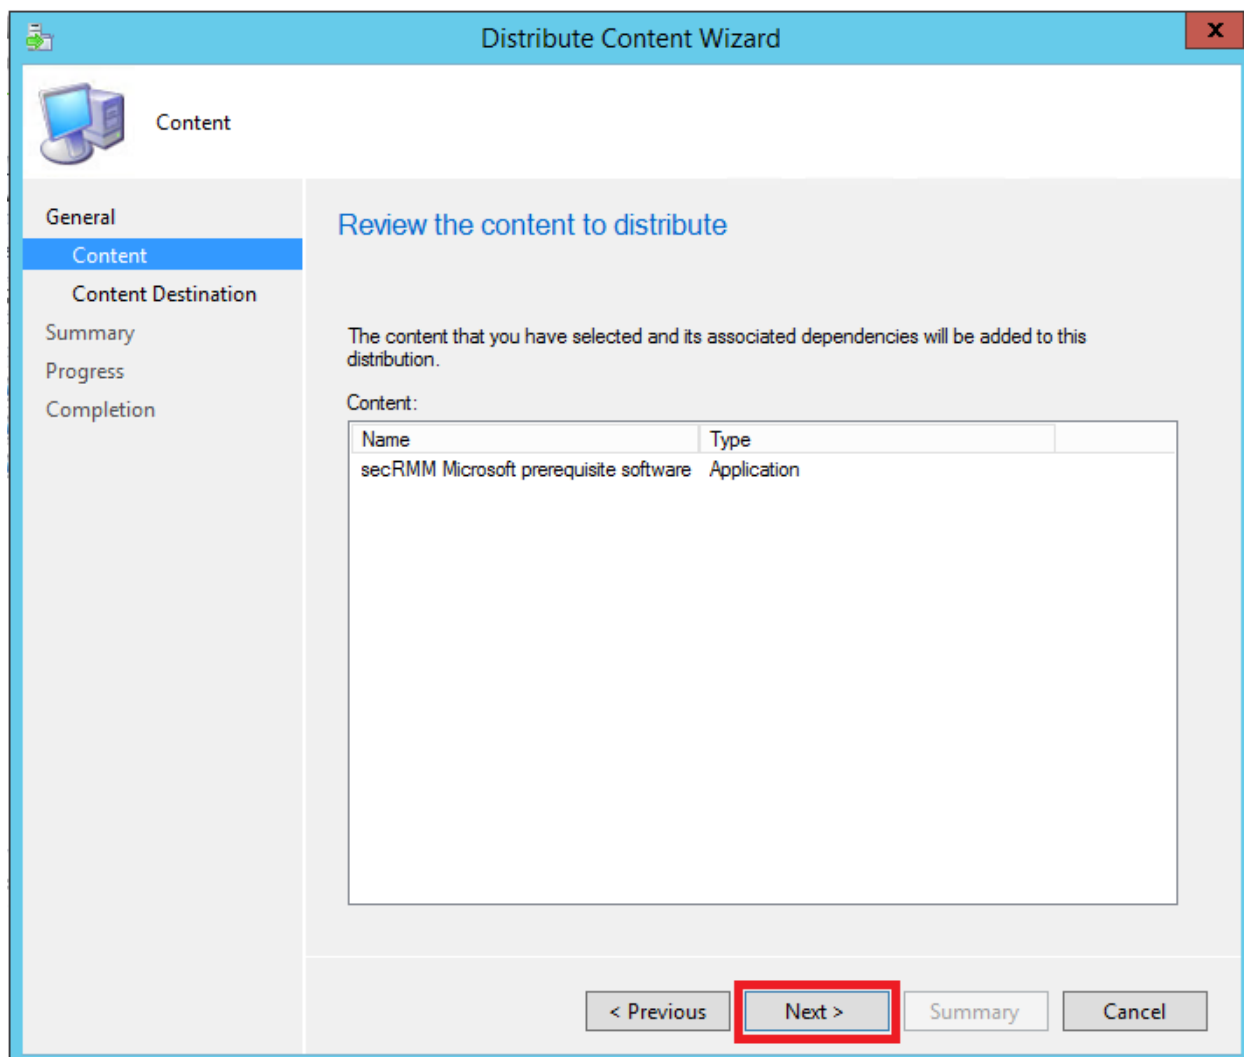 Distribute Content Wizard
x
Content
General
Content
Content Destination
Summary
Progress
Completion
Review the content to distribute
The content that you have selected and its associated dependencies will be added to this
distribution.
Content:
Name Type
secRMM Microsoft prerequisite software Application
< Previous Next > Summary Cancel